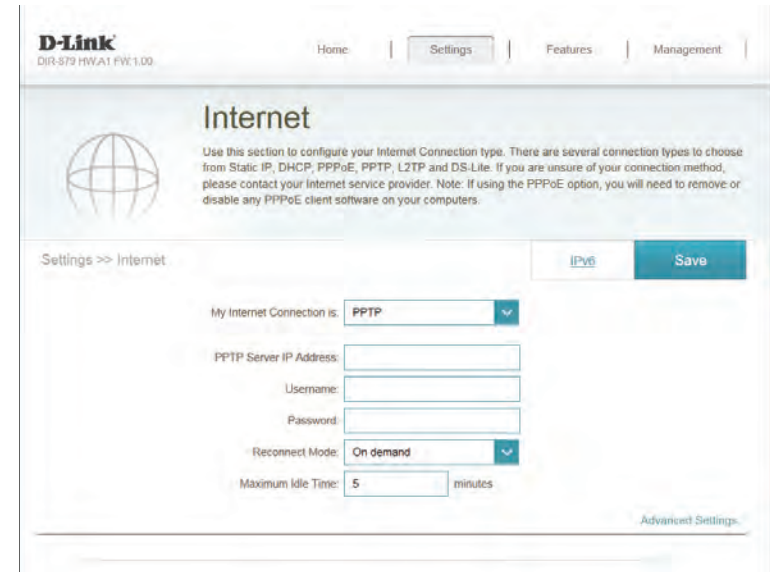 D-Link
DIR-879 HW:A1 FW:1.00
Home | Settings | Features | Management |
Internet
Use this section to configure your Internet Connection type. There are several connection types to choose
from Static IP, DHCP, PPPoE, PPTP, L2TP and DS-Lite. If you are unsure of your connection method,
please contact your Internet service provider. Note: If using the PPPoE option, you will need to remove or
disable any PPPoE client software on your computers.
Settings >> Internet
IPv6
Save
My Internet Connection is: PPTP
PPTP Server IP Address:
Username:
Password:
Reconnect Mode: On demand
Maximum Idle Time: 5 minutes
Advanced Settings...